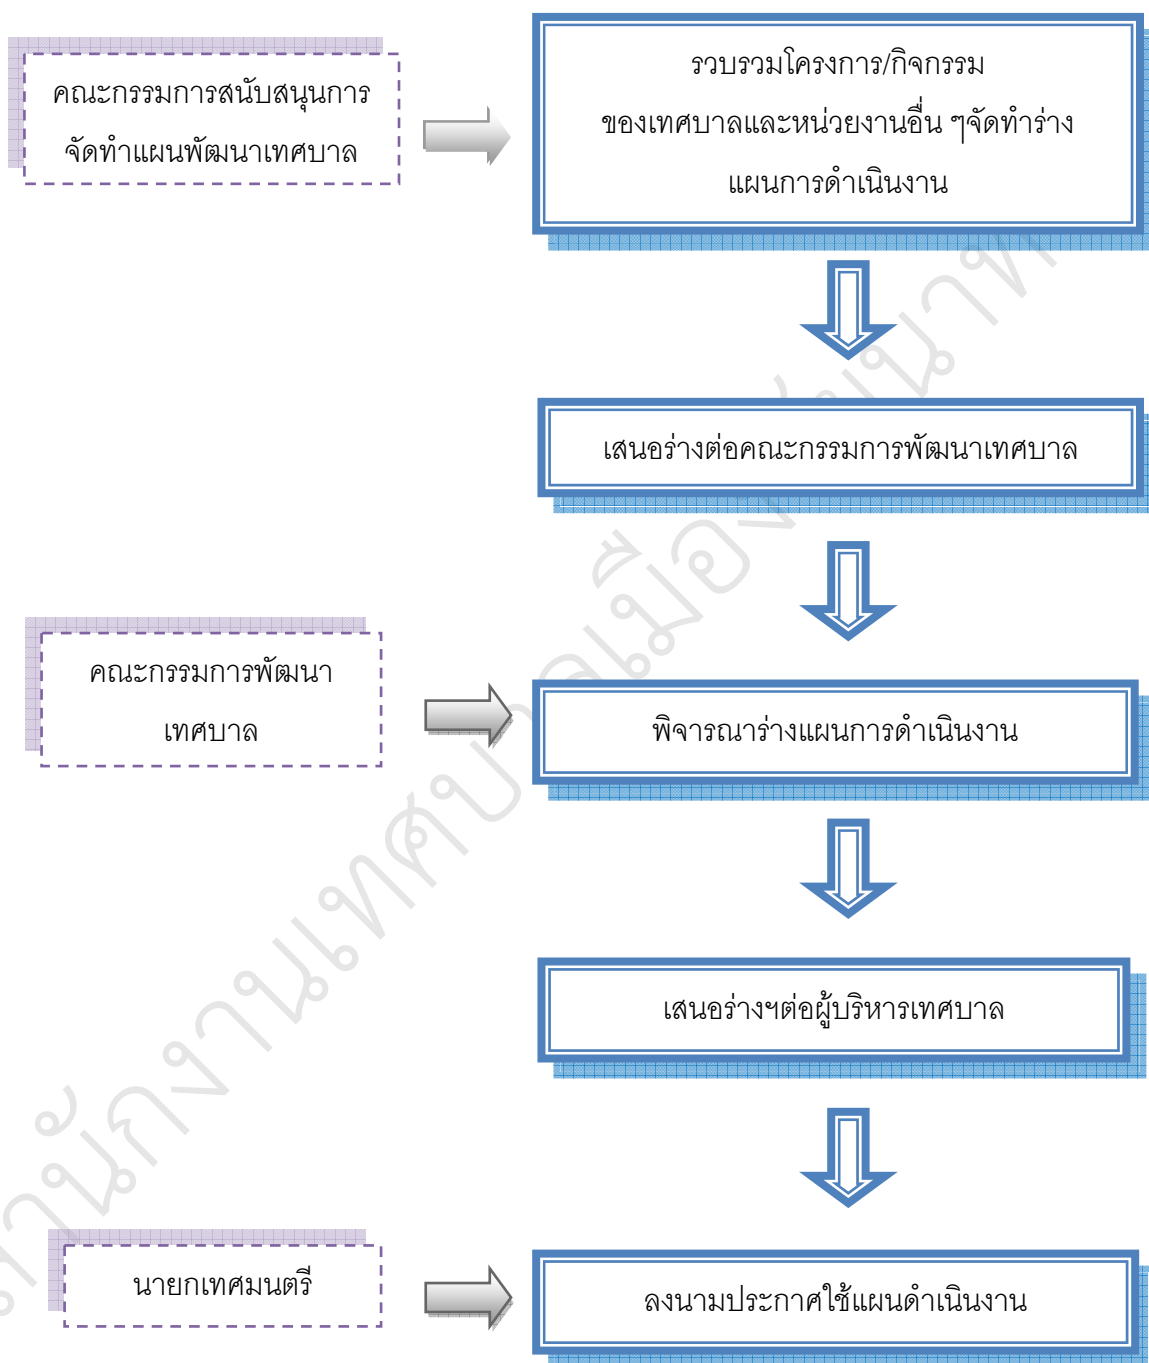 คณะกรรมการสนับสนุนการ
จัดทำแผนพัฒนาเทศบาล
รวบรวมโครงการ/กิจกรรม
ของเทศบาลและหน่วยงานอื่น ๆจัดทำร่าง
แผนการดำเนินงาน
เสนอร่างต่อคณะกรรมการพัฒนาเทศบาล
คณะกรรมการพัฒนา
เทศบาล
พิจารณาร่างแผนการดำเนินงาน
เสนอร่างฯต่อผู้บริหารเทศบาล
นายกเทศมนตรี
ลงนามประกาศใช้แผนดำเนินงาน